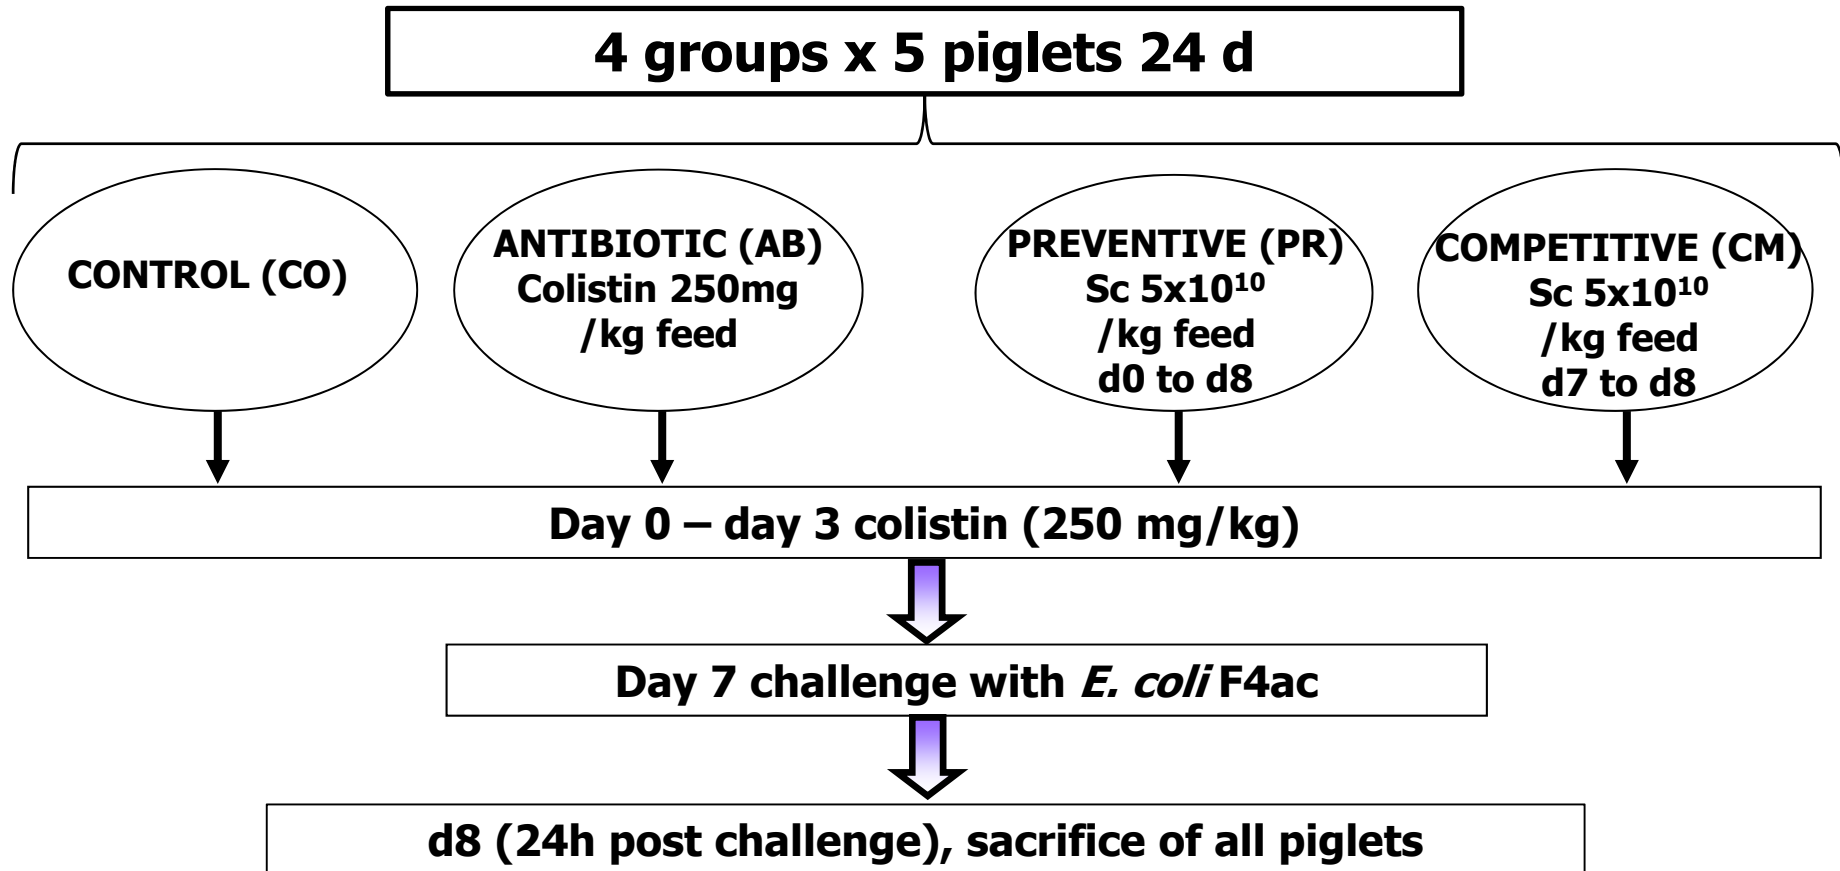 4 groups x 5 piglets 24 d
CONTROL (CO)
ANTIBIOTIC (AB)
Colistin 250mg
/kg feed
PREVENTIVE (PR)
Sc 5x10¹⁰
/kg feed
d0 to d8
COMPETITIVE (CM)
Sc 5x10¹⁰
/kg feed
d7 to d8
Day 0 – day 3 colistin (250 mg/kg)
Day 7 challenge with E. coli F4ac
d8 (24h post challenge), sacrifice of all piglets